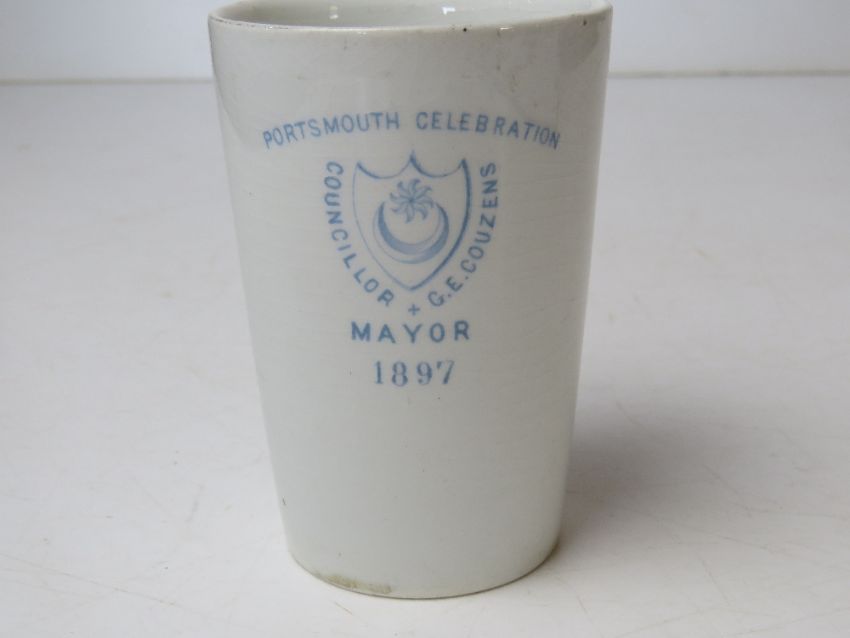 PORTSMOUTH CELEBRATION
COUNCILLOR + G.E.COUZENS
MAYOR
1897